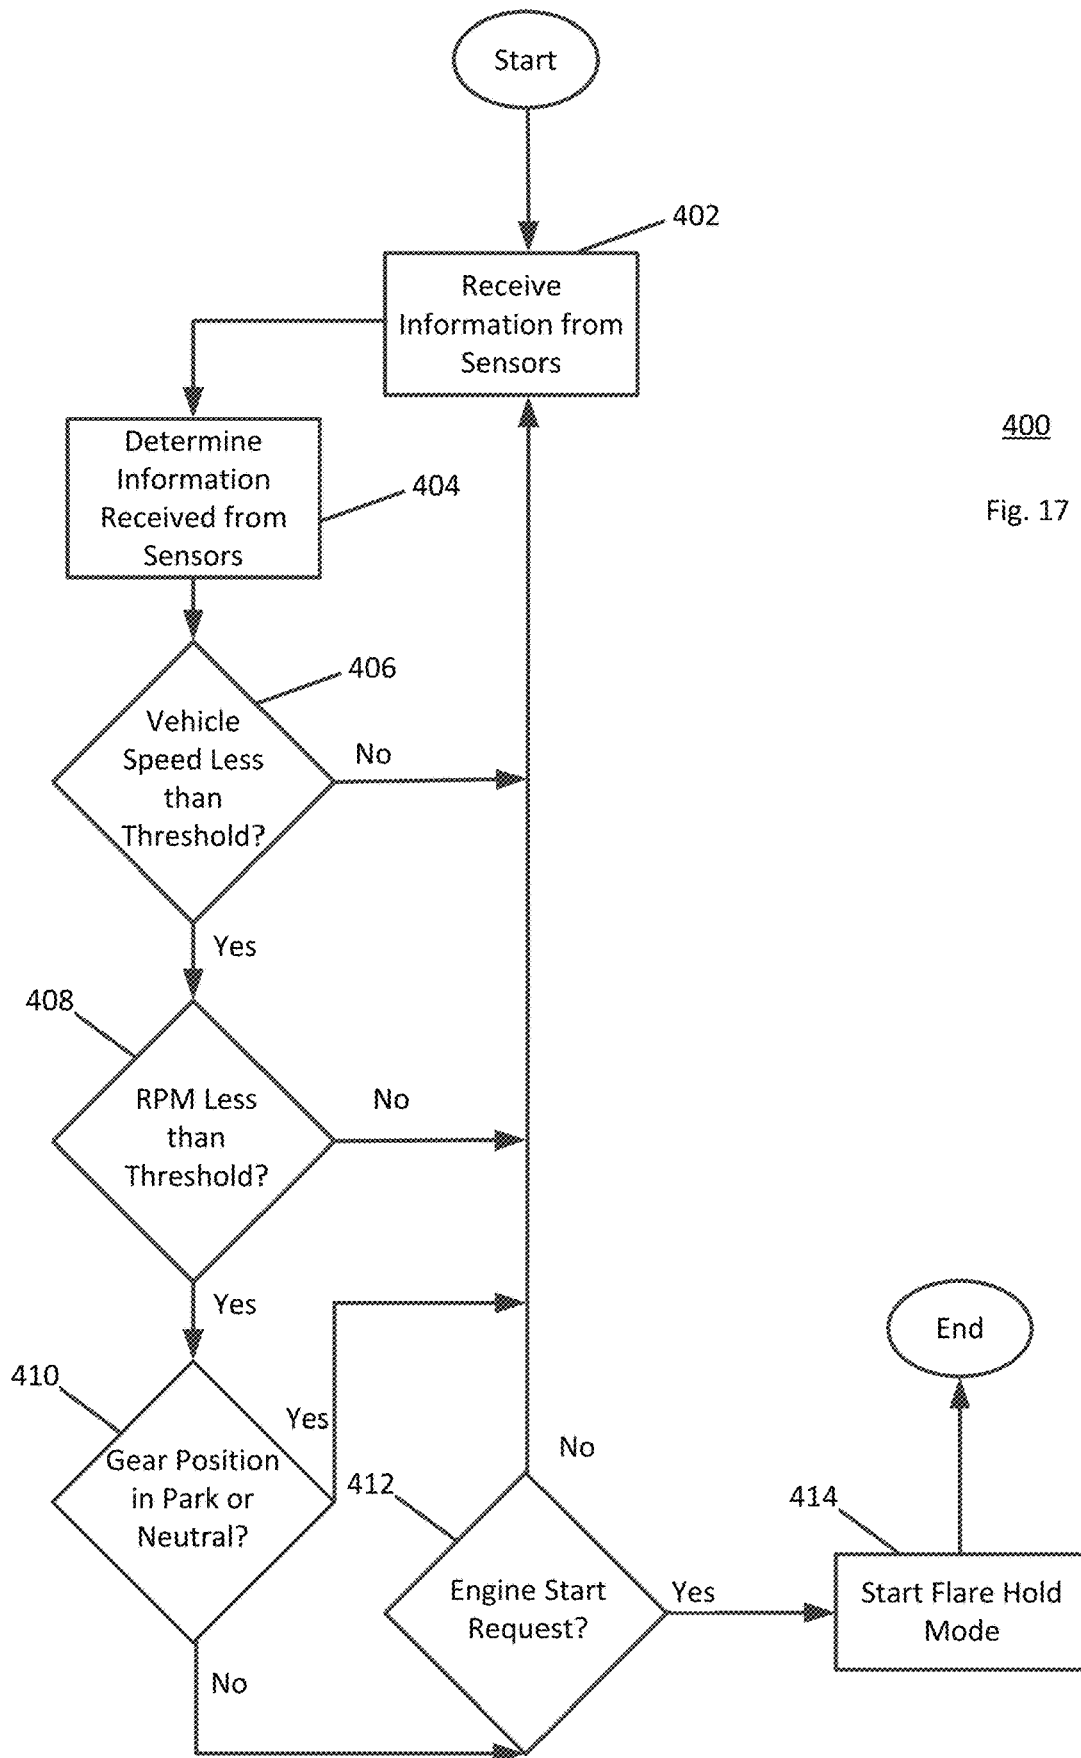 Start
402
Receive
Information from
Sensors
400
Fig. 17
Determine
Information
Received from
Sensors
404
406
Vehicle
Speed Less
than
Threshold?
No
Yes
408
RPM Less
than
Threshold?
No
Yes
End
410
Gear Position
in Park or
Neutral?
Yes
No
412
No
Engine Start
Request?
Yes
414
Start Flare Hold
Mode